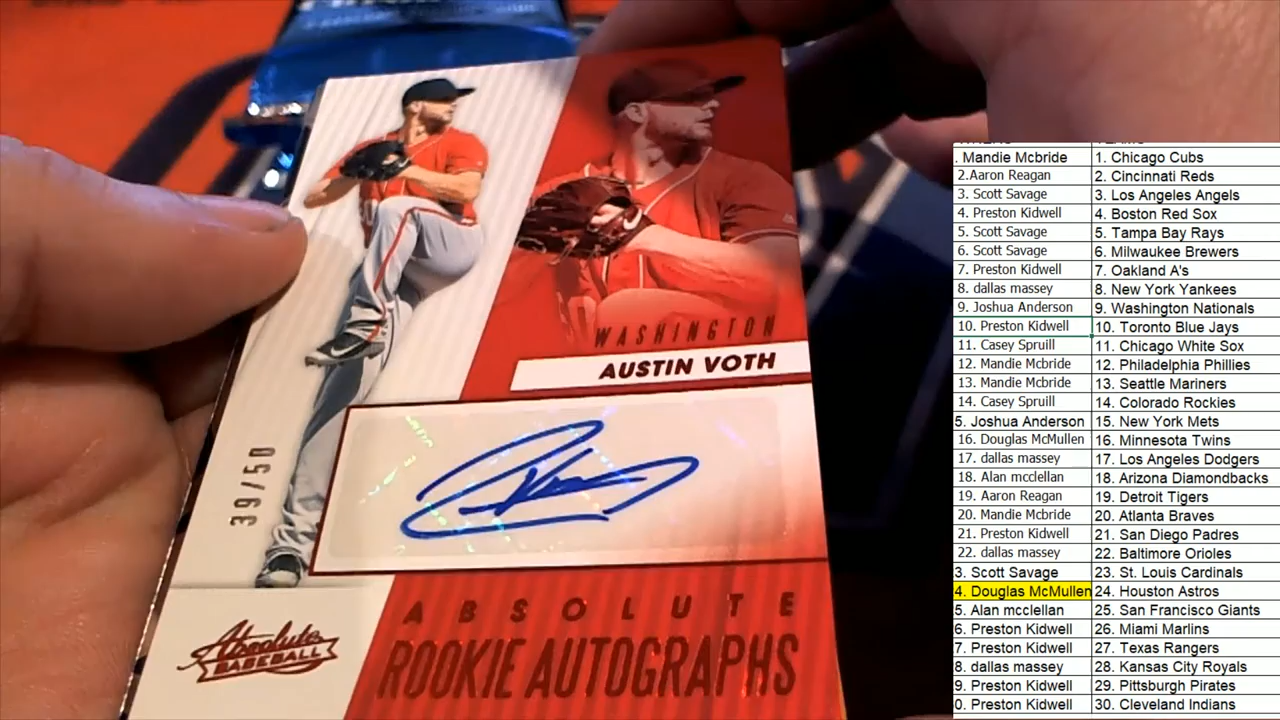 WASHINGTON
AUSTIN VOTH
39/50
ABSOLUTE
ROOKIE AUTOGRAPHS
Absolute
BASEBALL
. Mandie Mcbride 1. Chicago Cubs
2.Aaron Reagan 2. Cincinnati Reds
3. Scott Savage 3. Los Angeles Angels
4. Preston Kidwell 4. Boston Red Sox
5. Scott Savage 5. Tampa Bay Rays
6. Scott Savage 6. Milwaukee Brewers
7. Preston Kidwell 7. Oakland A's
8. dallas massey 8. New York Yankees
9. Joshua Anderson 9. Washington Nationals
10. Preston Kidwell 10. Toronto Blue Jays
11. Casey Spruill 11. Chicago White Sox
12. Mandie Mcbride 12. Philadelphia Phillies
13. Mandie Mcbride 13. Seattle Mariners
14. Casey Spruill 14. Colorado Rockies
5. Joshua Anderson 15. New York Mets
16. Douglas McMullen 16. Minnesota Twins
17. dallas massey 17. Los Angeles Dodgers
18. Alan mcclellan 18. Arizona Diamondbacks
19. Aaron Reagan 19. Detroit Tigers
20. Mandie Mcbride 20. Atlanta Braves
21. Preston Kidwell 21. San Diego Padres
22. dallas massey 22. Baltimore Orioles
3. Scott Savage 23. St. Louis Cardinals
4. Douglas McMullen 24. Houston Astros
5. Alan mcclellan 25. San Francisco Giants
6. Preston Kidwell 26. Miami Marlins
7. Preston Kidwell 27. Texas Rangers
8. dallas massey 28. Kansas City Royals
9. Preston Kidwell 29. Pittsburgh Pirates
0. Preston Kidwell 30. Cleveland Indians